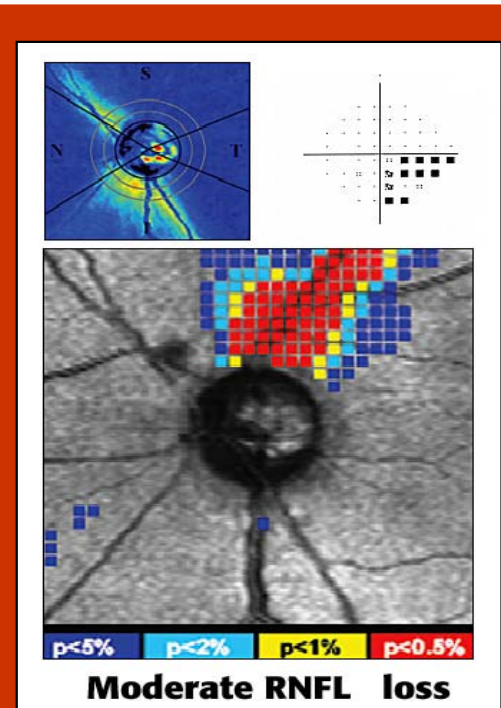 S
N T
I
p<5% p<2% p<1% p<0.5%
Moderate RNFL loss